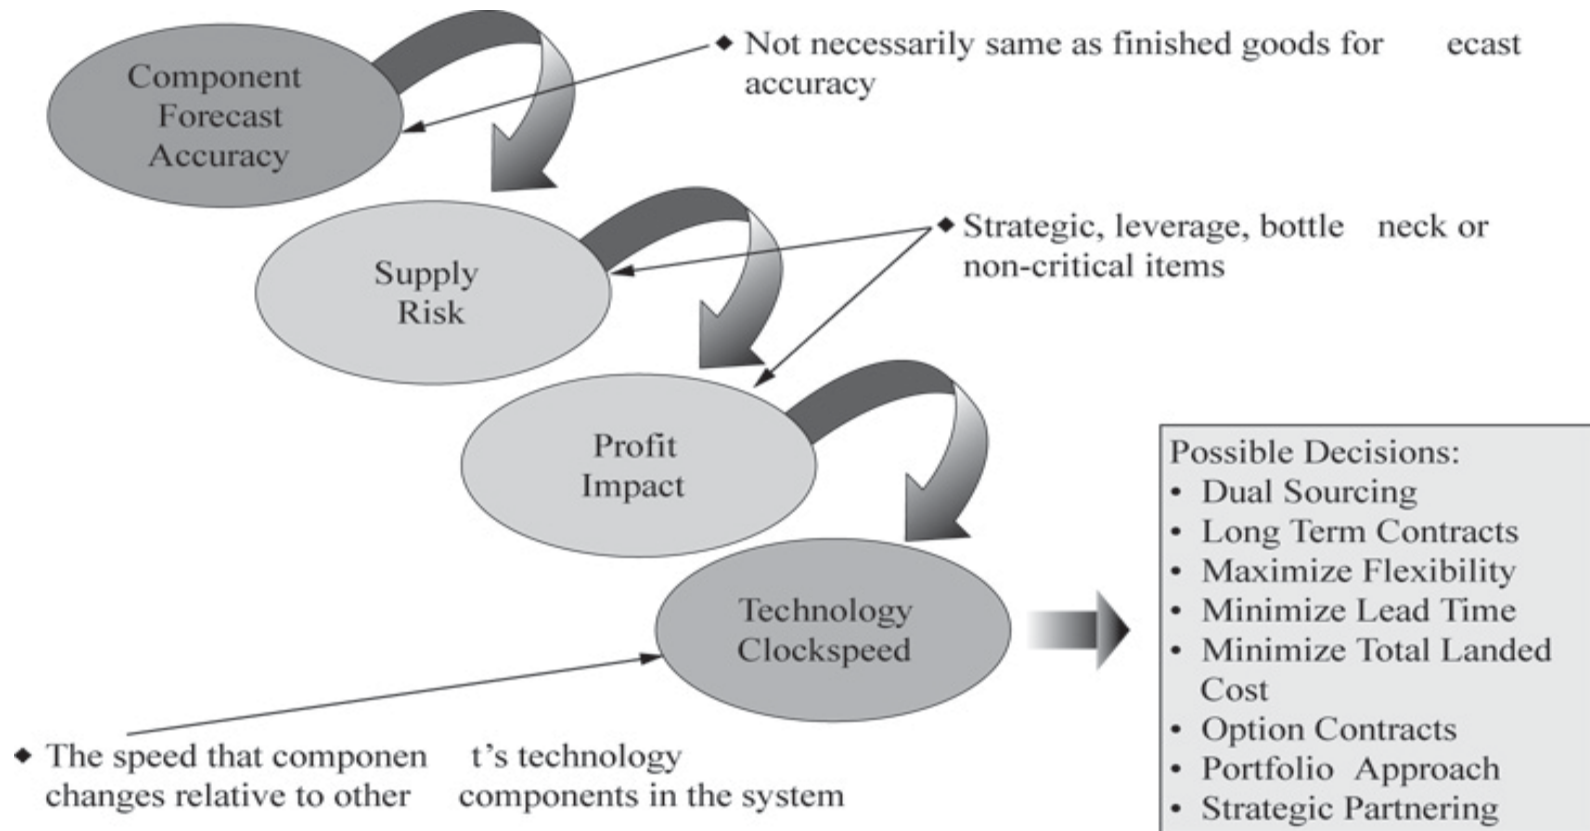 Component
Forecast
Accuracy
◆ Not necessarily same as finished goods for ecast
accuracy
Supply
Risk
◆ Strategic, leverage, bottle neck or
non-critical items
Profit
Impact
Technology
Clockspeed
◆ The speed that componen t’s technology
changes relative to other components in the system
Possible Decisions:
• Dual Sourcing
• Long Term Contracts
• Maximize Flexibility
• Minimize Lead Time
• Minimize Total Landed
Cost
• Option Contracts
• Portfolio Approach
• Strategic Partnering